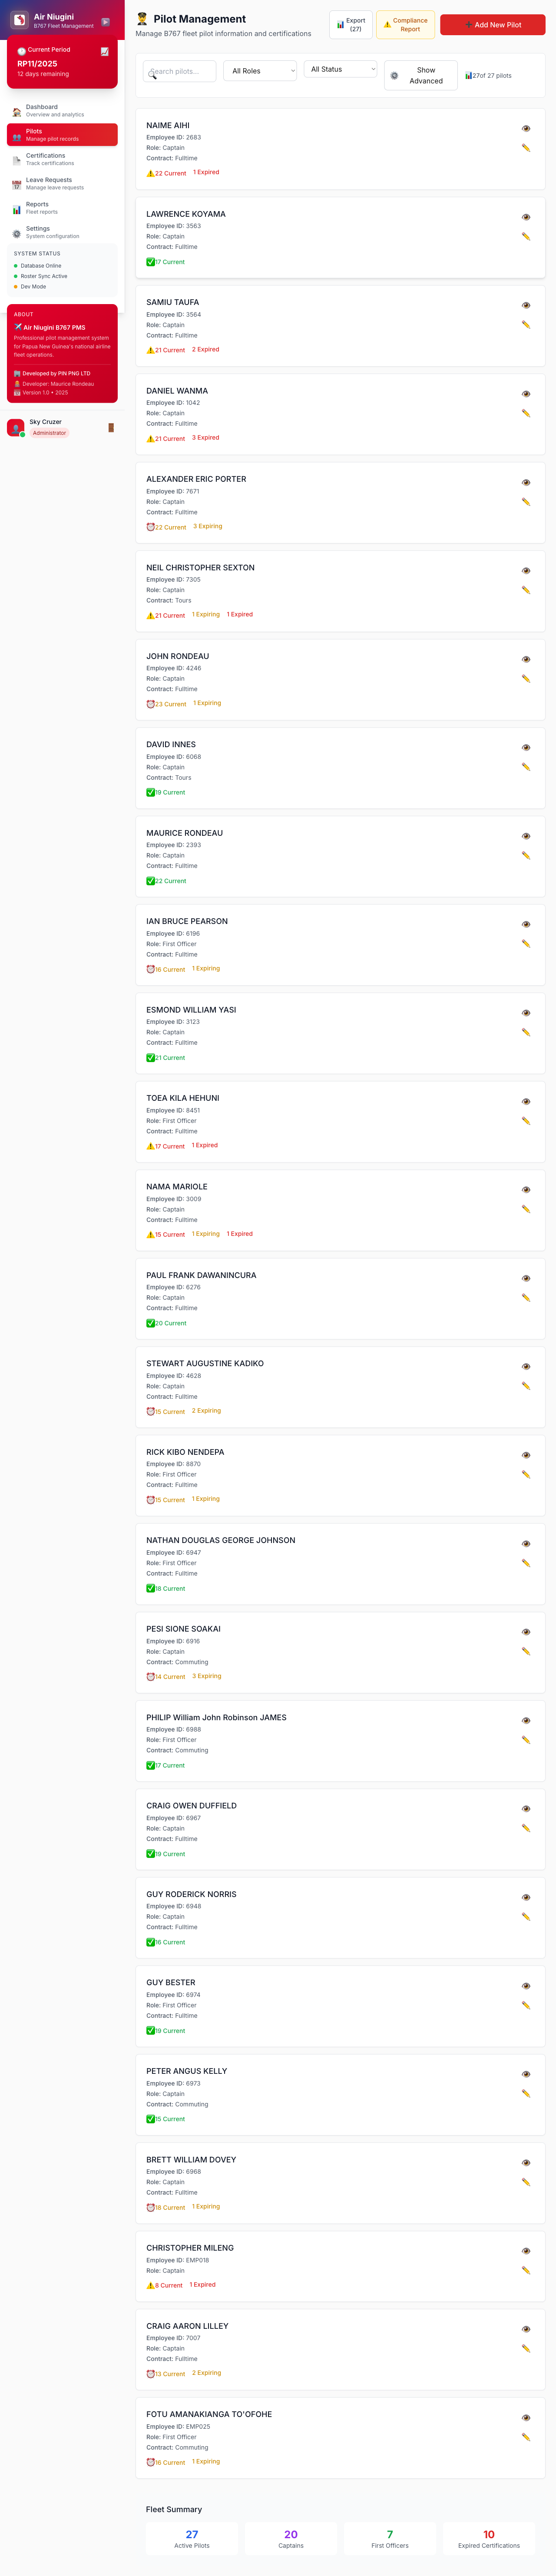 Air Niugini
B767 Fleet Management
Current Period
RP11/2025
12 days remaining
Dashboard
Overview and analytics
Pilots
Manage pilot records
Certifications
Track certifications
Leave Requests
Manage leave requests
Reports
Fleet reports
Settings
System configuration
SYSTEM STATUS
Database Online
Roster Sync Active
Dev Mode
ABOUT
Air Niugini B767 PMS
Professional pilot management system
for Papua New Guinea's national airline
fleet operations.
Developed by PIN PNG LTD
Developer: Maurice Rondeau
Version 1.0 • 2025
Sky Cruzer
Administrator
Pilot Management
Manage B767 fleet pilot information and certifications
Export
(27)
Compliance
Report
Add New Pilot
Search pilots...
All Roles
All Status
Show
Advanced
27of 27 pilots
NAIME AIHI
Employee ID: 2683
Role: Captain
Contract: Fulltime
22 Current 1 Expired
LAWRENCE KOYAMA
Employee ID: 3563
Role: Captain
Contract: Fulltime
17 Current
SAMIU TAUFA
Employee ID: 3564
Role: Captain
Contract: Fulltime
21 Current 2 Expired
DANIEL WANMA
Employee ID: 1042
Role: Captain
Contract: Fulltime
21 Current 3 Expired
ALEXANDER ERIC PORTER
Employee ID: 7671
Role: Captain
Contract: Fulltime
22 Current 3 Expiring
NEIL CHRISTOPHER SEXTON
Employee ID: 7305
Role: Captain
Contract: Tours
21 Current 1 Expiring 1 Expired
JOHN RONDEAU
Employee ID: 4246
Role: Captain
Contract: Fulltime
23 Current 1 Expiring
DAVID INNES
Employee ID: 6068
Role: Captain
Contract: Tours
19 Current
MAURICE RONDEAU
Employee ID: 2393
Role: Captain
Contract: Fulltime
22 Current
IAN BRUCE PEARSON
Employee ID: 6196
Role: First Officer
Contract: Fulltime
16 Current 1 Expiring
ESMOND WILLIAM YASI
Employee ID: 3123
Role: Captain
Contract: Fulltime
21 Current
TOEA KILA HEHUNI
Employee ID: 8451
Role: First Officer
Contract: Fulltime
17 Current 1 Expired
NAMA MARIOLE
Employee ID: 3009
Role: Captain
Contract: Fulltime
15 Current 1 Expiring 1 Expired
PAUL FRANK DAWANINCURA
Employee ID: 6276
Role: Captain
Contract: Fulltime
20 Current
STEWART AUGUSTINE KADIKO
Employee ID: 4628
Role: Captain
Contract: Fulltime
15 Current 2 Expiring
RICK KIBO NENDEPA
Employee ID: 8870
Role: First Officer
Contract: Fulltime
15 Current 1 Expiring
NATHAN DOUGLAS GEORGE JOHNSON
Employee ID: 6947
Role: First Officer
Contract: Fulltime
18 Current
PESI SIONE SOAKAI
Employee ID: 6916
Role: Captain
Contract: Commuting
14 Current 3 Expiring
PHILIP William John Robinson JAMES
Employee ID: 6988
Role: First Officer
Contract: Commuting
17 Current
CRAIG OWEN DUFFIELD
Employee ID: 6967
Role: Captain
Contract: Fulltime
19 Current
GUY RODERICK NORRIS
Employee ID: 6948
Role: Captain
Contract: Fulltime
16 Current
GUY BESTER
Employee ID: 6974
Role: First Officer
Contract: Fulltime
19 Current
PETER ANGUS KELLY
Employee ID: 6973
Role: Captain
Contract: Commuting
15 Current
BRETT WILLIAM DOVEY
Employee ID: 6968
Role: Captain
Contract: Fulltime
18 Current 1 Expiring
CHRISTOPHER MILENG
Employee ID: EMP018
Role: Captain
8 Current 1 Expired
CRAIG AARON LILLEY
Employee ID: 7007
Role: Captain
Contract: Fulltime
13 Current 2 Expiring
FOTU AMANAKIANGA TO'OFOHE
Employee ID: EMP025
Role: First Officer
Contract: Commuting
16 Current 1 Expiring
Fleet Summary
27
Active Pilots
20
Captains
7
First Officers
10
Expired Certifications